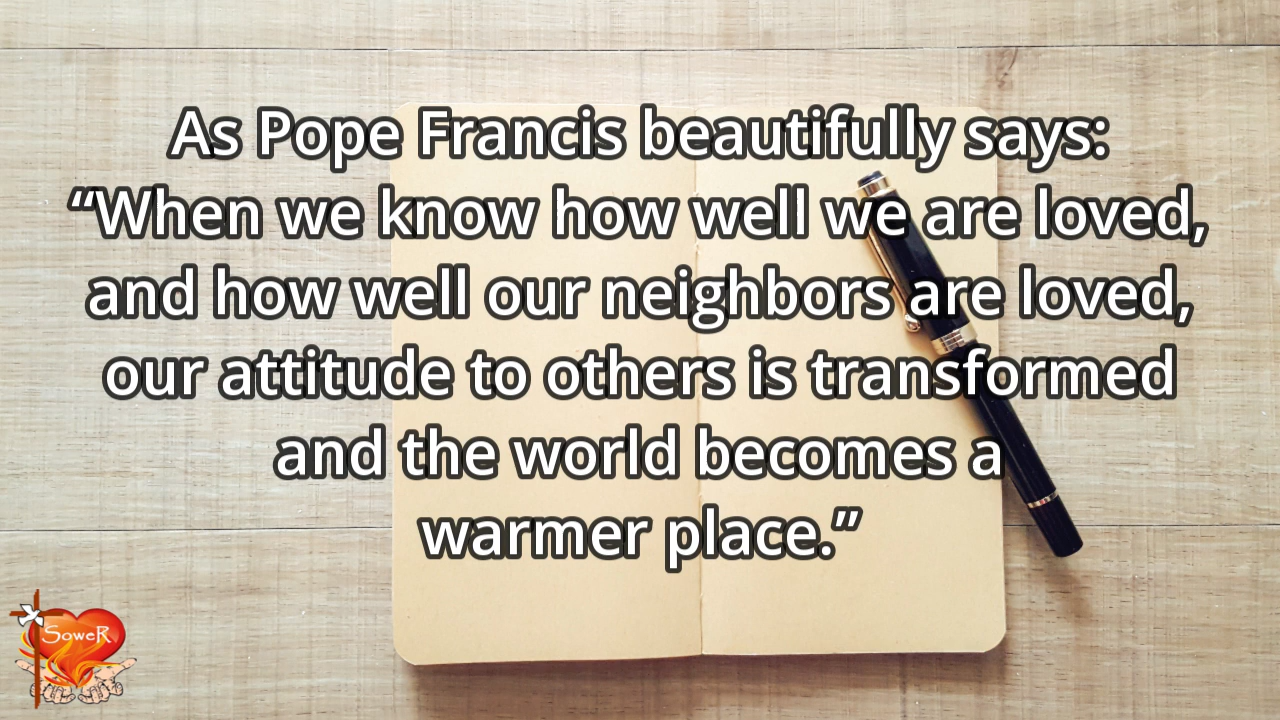 As Pope Francis beautifully says:
“When we know how well we are loved,
and how well our neighbors are loved,
our attitude to others is transformed
and the world becomes a
warmer place.”
SoweR